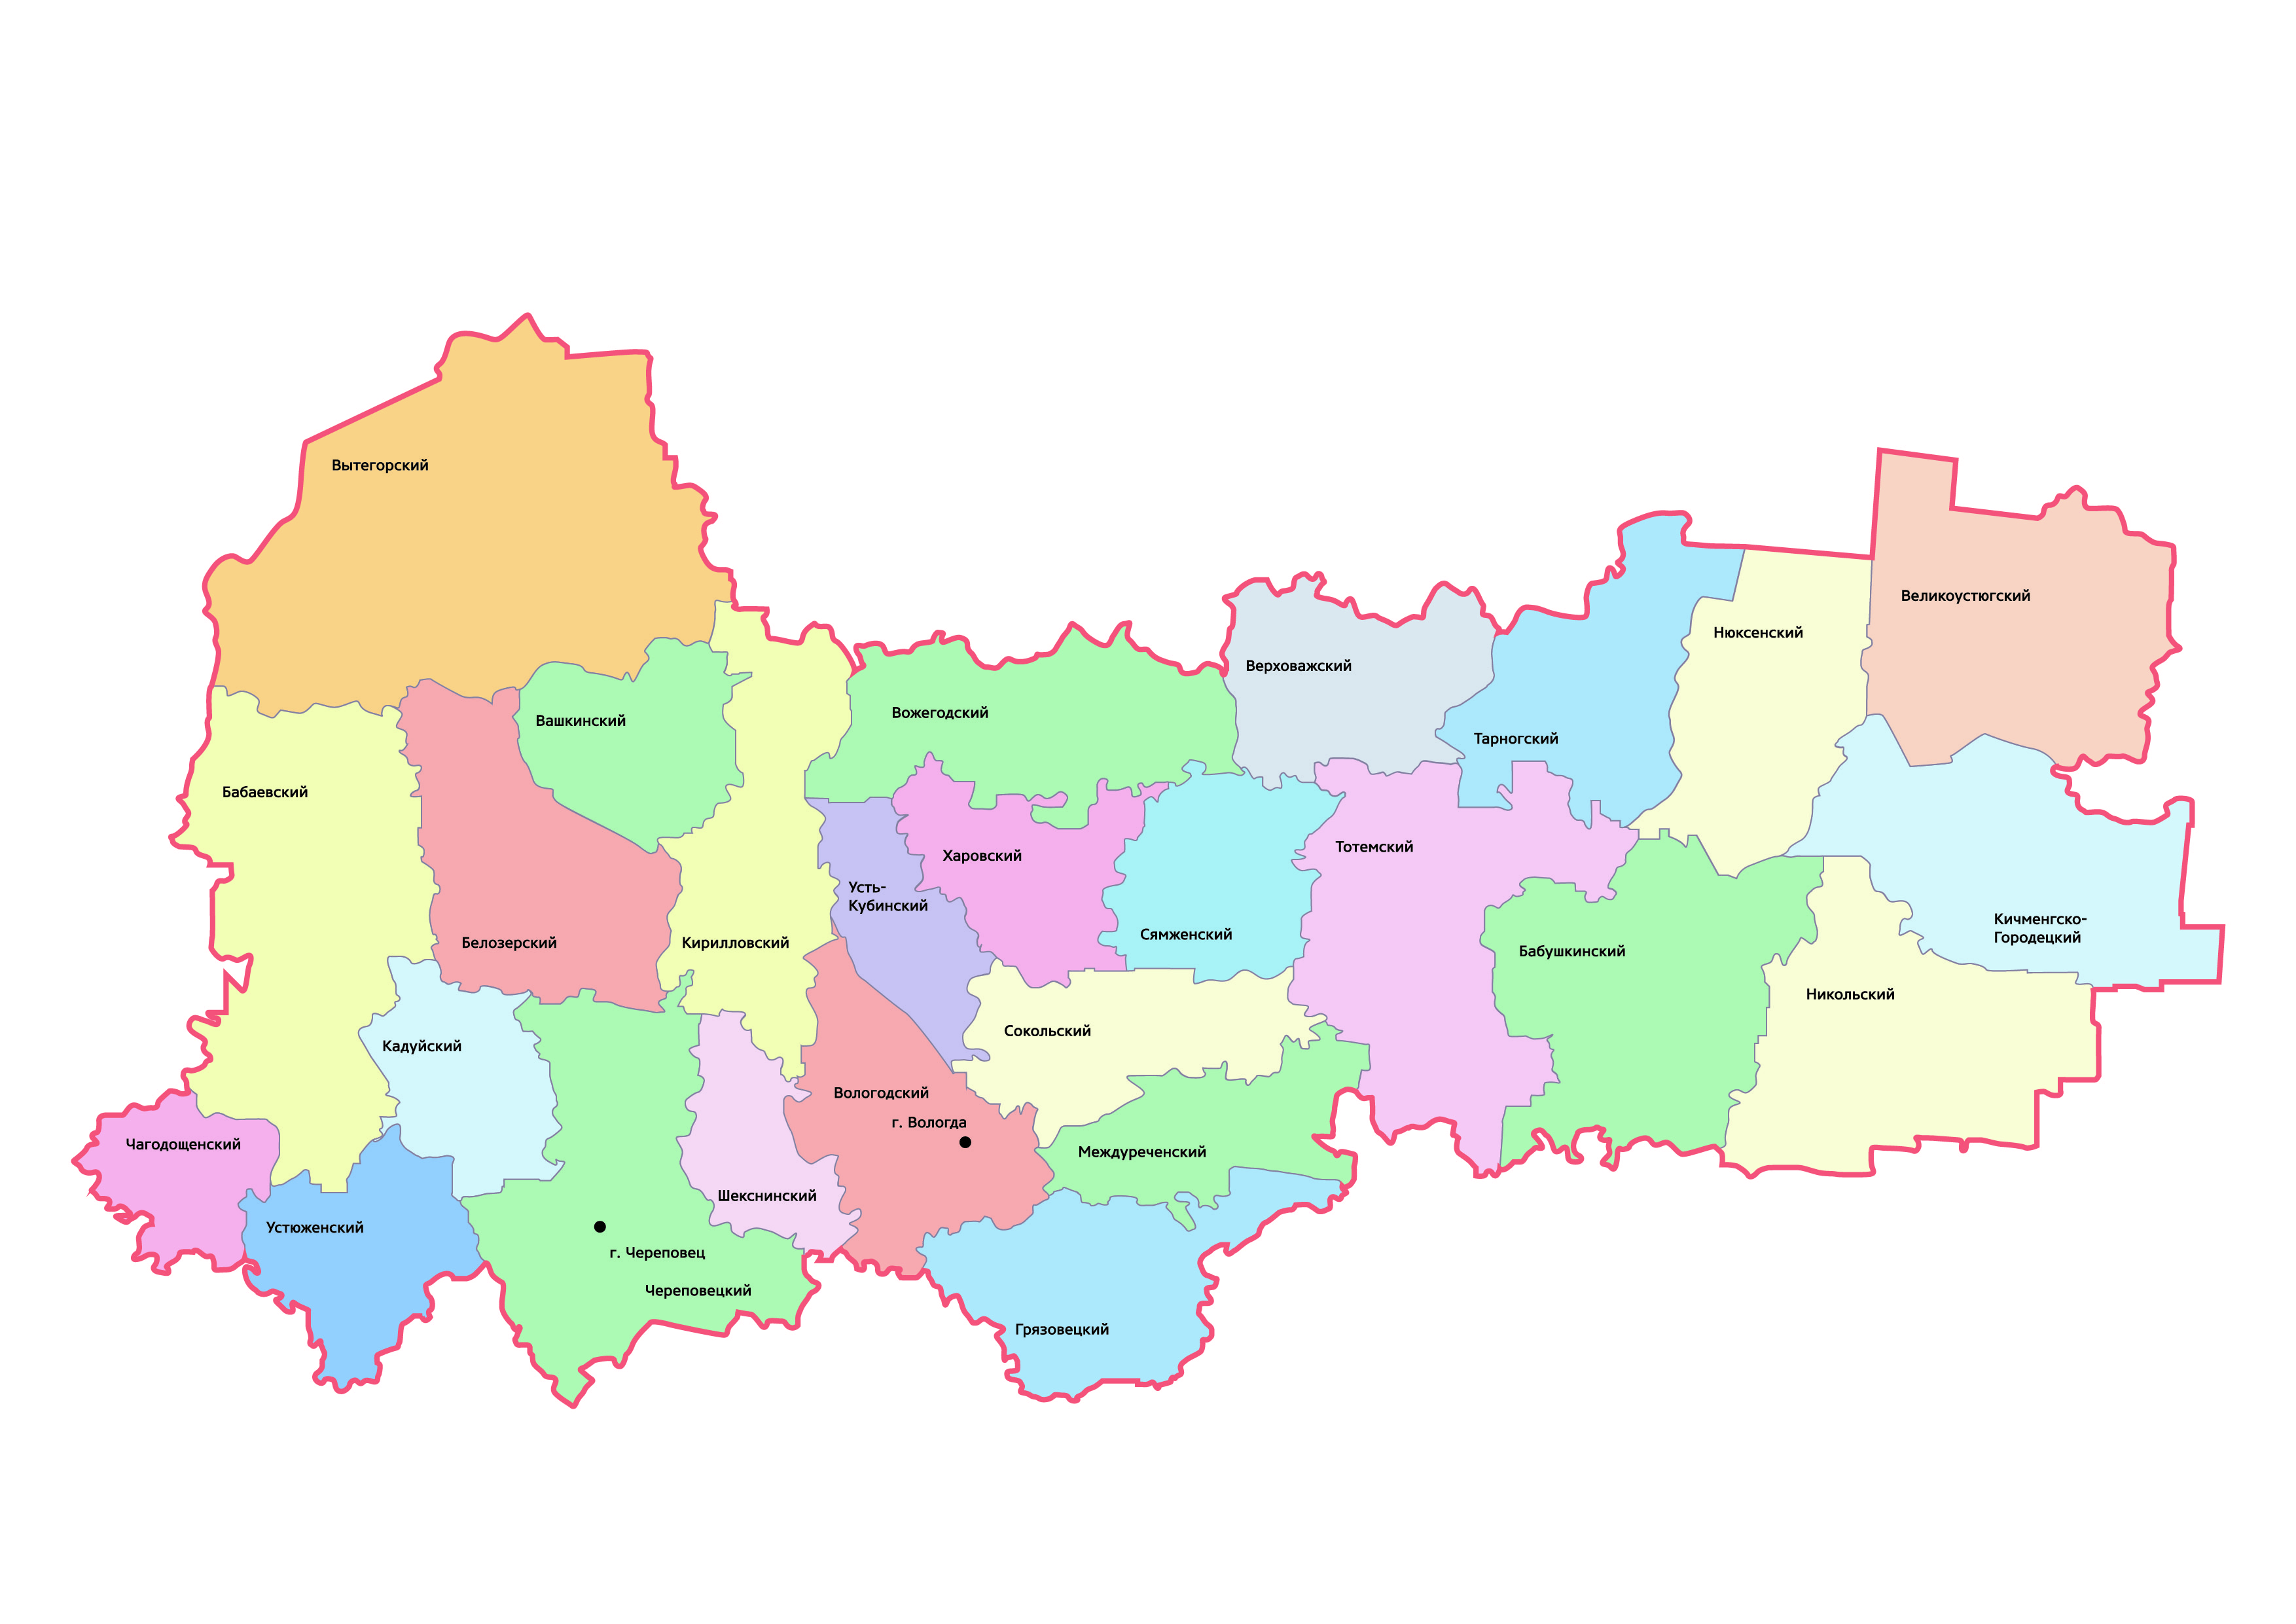 Вытегорский
Великоустюгский
Нюксенский
Верховажский
Вожегодский
Вашкинский
Тарногский
Бабаевский
Тотемский
Харовский
Усть-
Кубинский
Кичменгско-
Городецкий
Сямженский
Белозерский
Кирилловский
Бабушкинский
Никольский
Сокольский
Кадуйский
Вологодский
г. Вологда
Чагодощенский
Междуреченский
Шекснинский
Устюженский
г. Череповец
Череповецкий
Грязовецкий